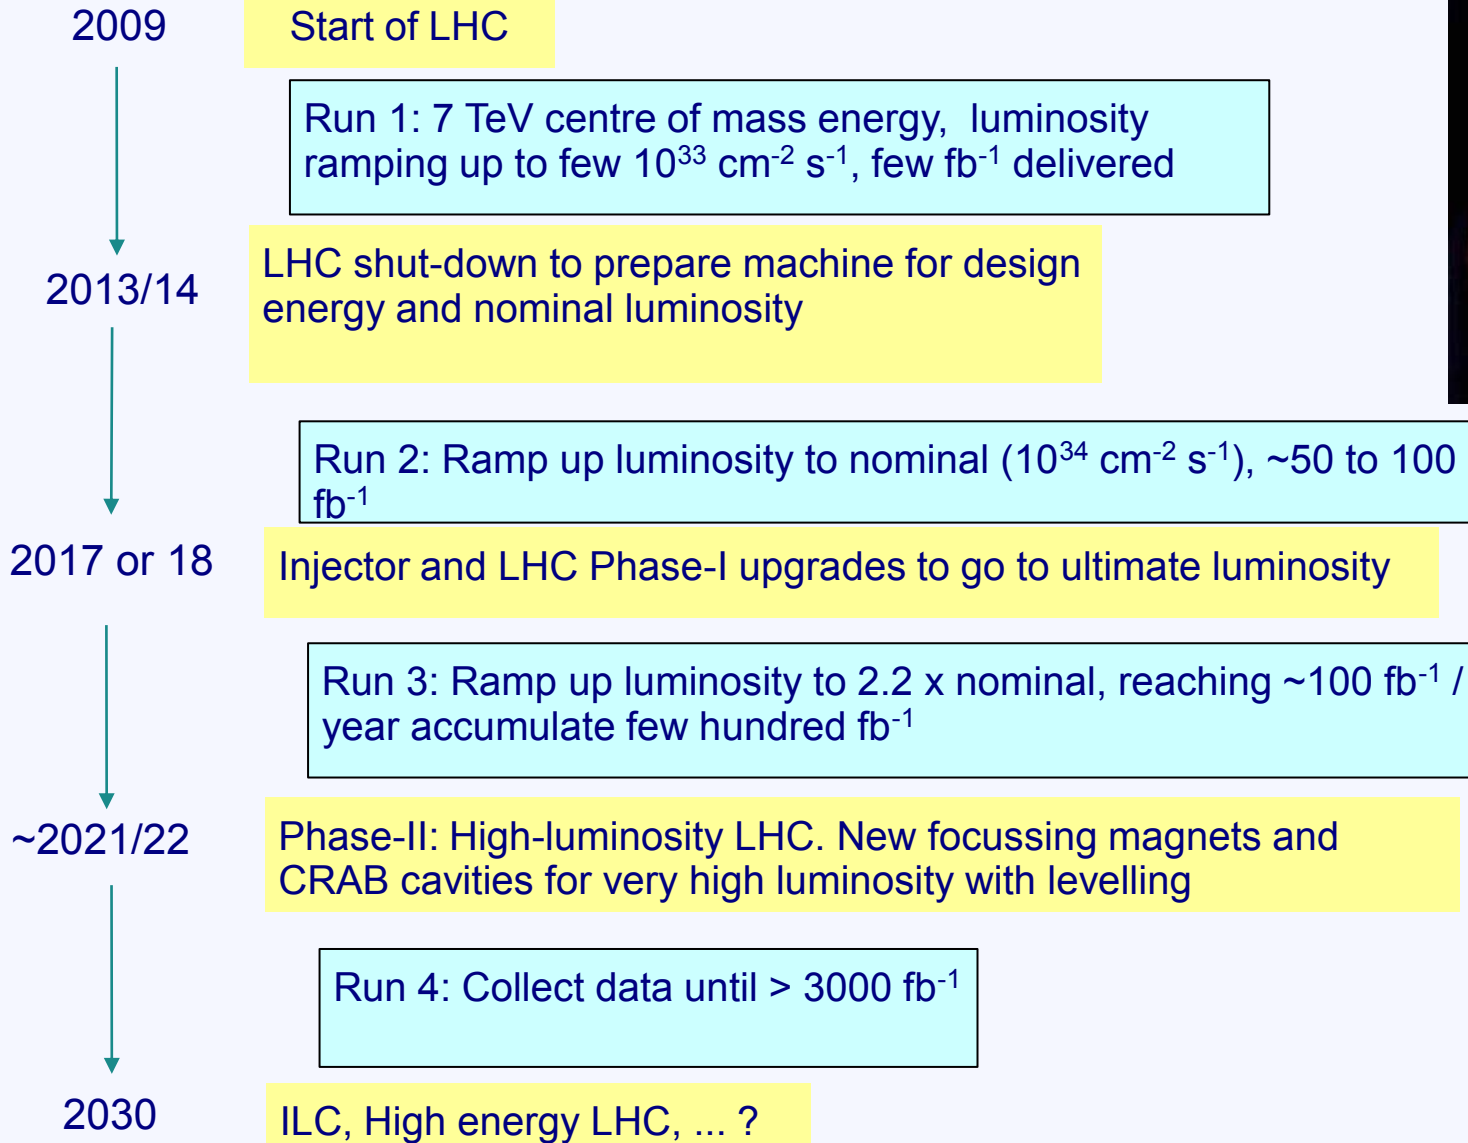 2009
Start of LHC
Run 1: 7 TeV centre of mass energy, luminosity
ramping up to few 10³³ cm⁻² s⁻¹, few fb⁻¹ delivered
2013/14
LHC shut-down to prepare machine for design
energy and nominal luminosity
Run 2: Ramp up luminosity to nominal (10³⁴ cm⁻² s⁻¹), ~50 to 100
fb⁻¹
2017 or 18
Injector and LHC Phase-I upgrades to go to ultimate luminosity
Run 3: Ramp up luminosity to 2.2 x nominal, reaching ~100 fb⁻¹ /
year accumulate few hundred fb⁻¹
~2021/22
Phase-II: High-luminosity LHC. New focussing magnets and
CRAB cavities for very high luminosity with levelling
Run 4: Collect data until > 3000 fb⁻¹
2030
ILC, High energy LHC, ... ?